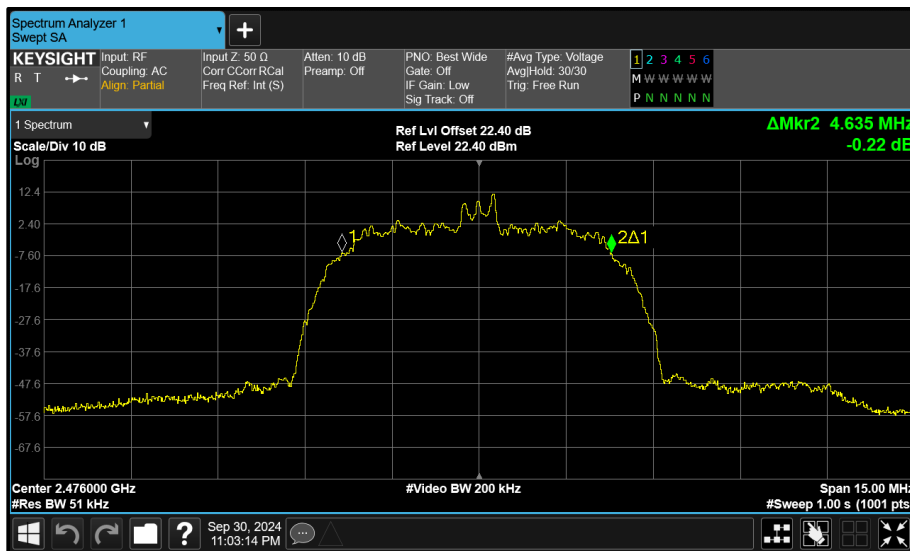 Spectrum Analyzer 1
Swept SA
KEYSIGHT
R T
LXI
Input: RF
Coupling: AC
Align: Partial
Input Z: 50 Ω
Corr CCorr RCal
Freq Ref: Int (S)
Atten: 10 dB
Preamp: Off
PNO: Best Wide
Gate: Off
IF Gain: Low
Sig Track: Off
#Avg Type: Voltage
Avg|Hold: 30/30
Trig: Free Run
1 2 3 4 5 6
M W W W W W
P N N N N N
1 Spectrum
Scale/Div 10 dB
Ref Lvl Offset 22.40 dB
Ref Level 22.40 dBm
ΔMkr2 4.635 MHz
-0.22 dB
Log
12.4
2.40
-7.60
-17.6
-27.6
-37.6
-47.6
-57.6
-67.6
1
2Δ1
Center 2.476000 GHz
#Video BW 200 kHz
Span 15.00 MHz
#Res BW 51 kHz
#Sweep 1.00 s (1001 pts
Sep 30, 2024
11:03:14 PM